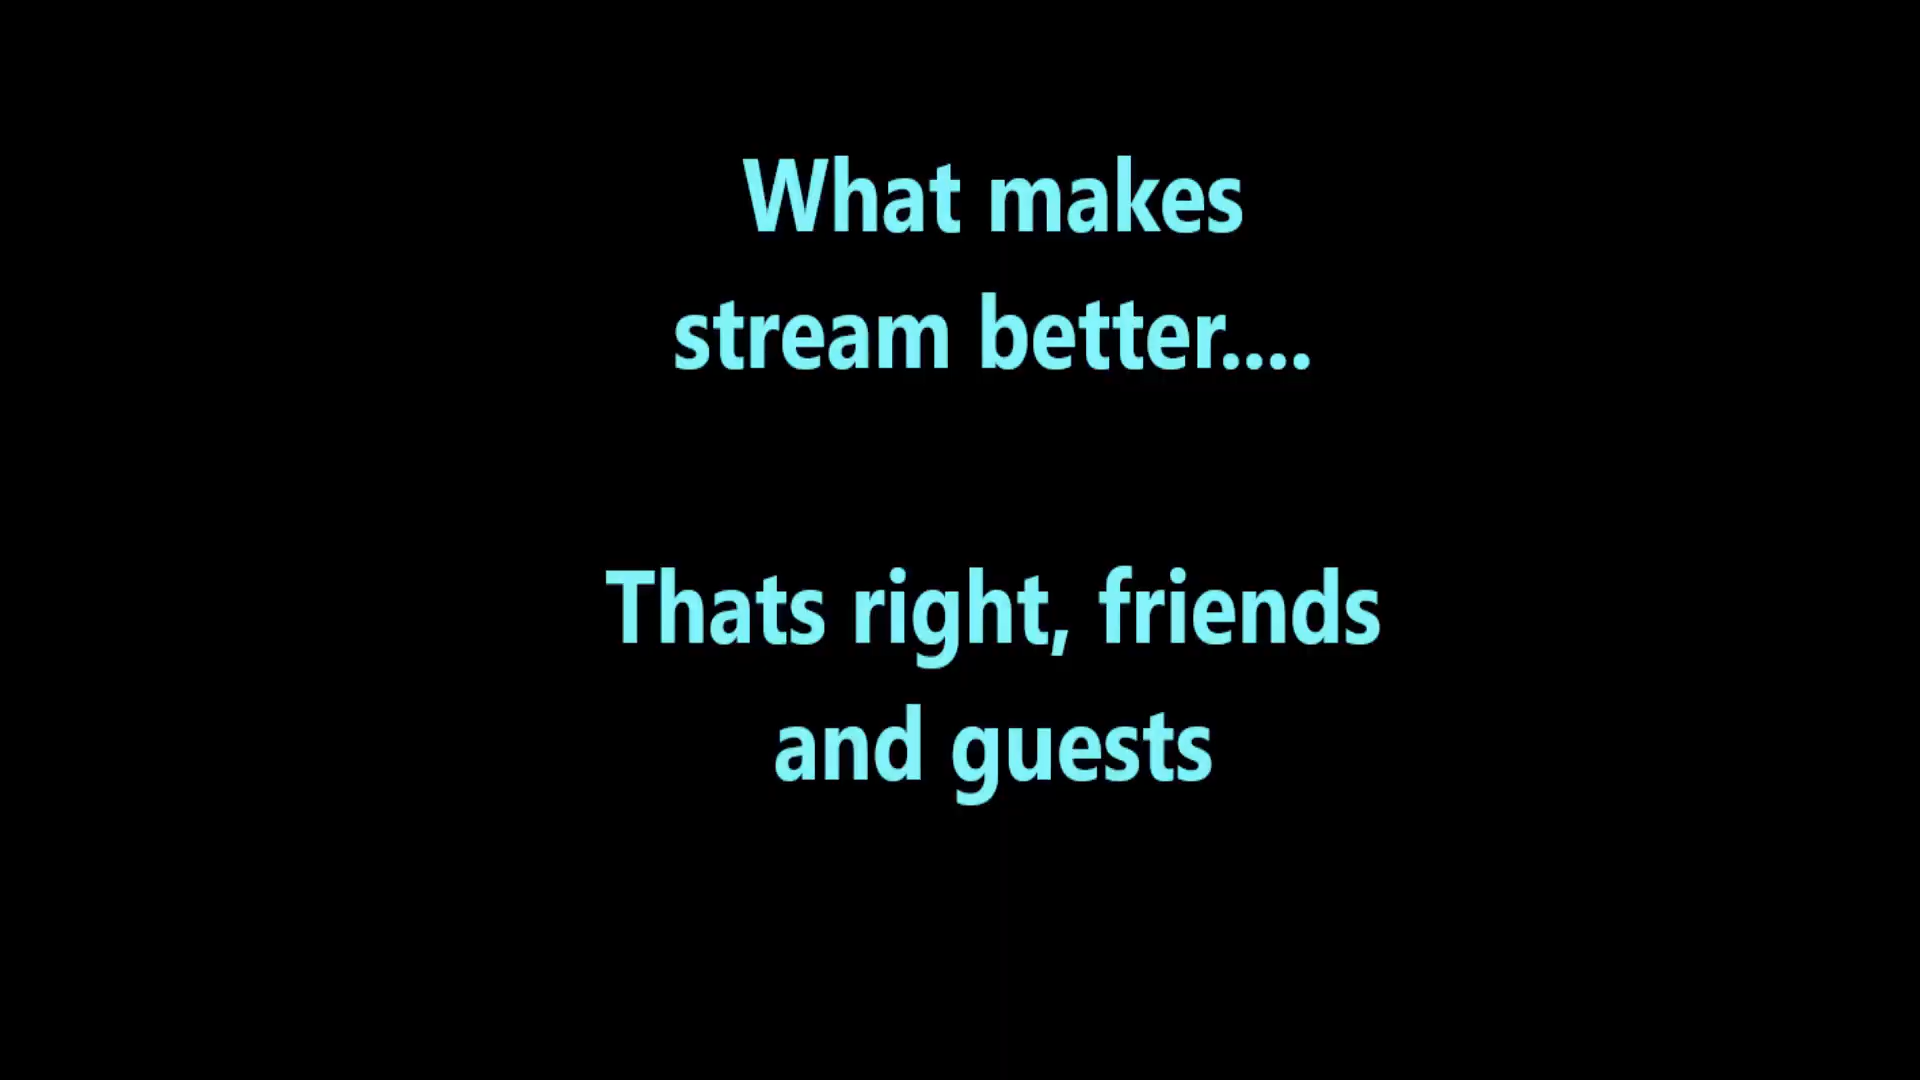 What makes
stream better....
Thats right, friends
and guests